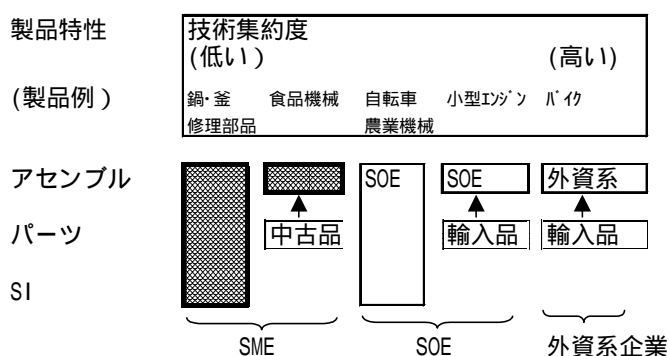 製品特性 技術集約度
(低い) (高い)
(製品例) 鍋・釜 食品機械 自転車 小型ｴﾝｼﾞﾝ ﾊﾞｲｸ
修理部品 農業機械
アセンブル SOE SOE 外資系
パーツ 中古品 輸入品 輸入品
SI
SME SOE 外資系企業